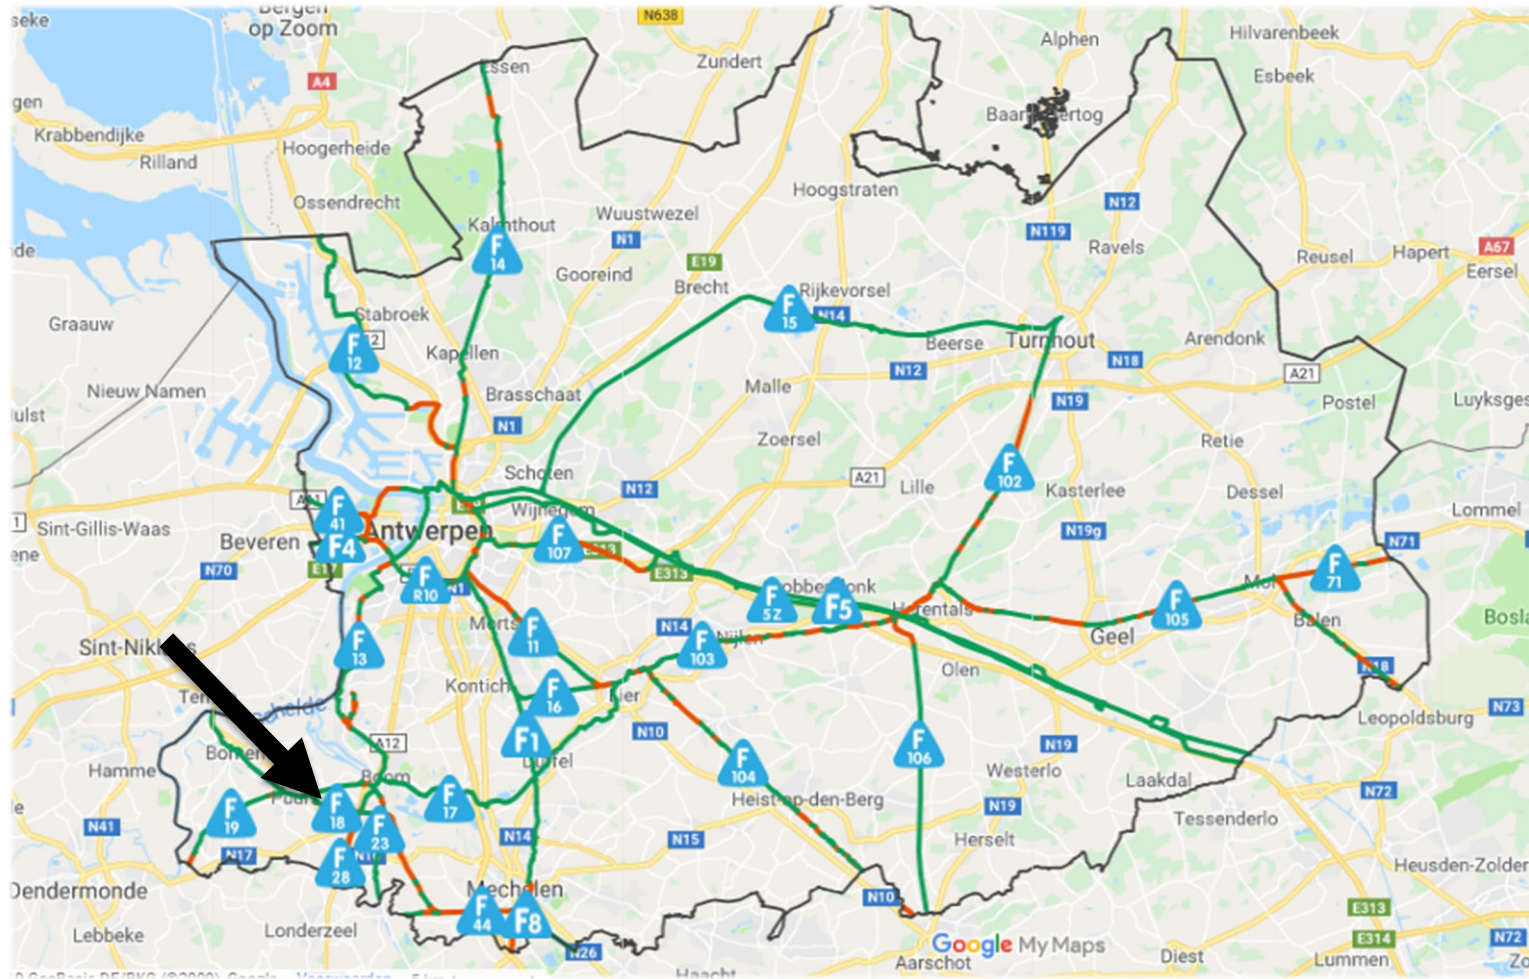 Bergen
op Zoom
N638
Alphen
Hilvarenbeek
Essen
Zundert
A4
Esbeek
Krabbendijke
Rilland
Hoogerheide
Hoogstraten
Ossendrecht
Wuustwezel
N12
Kalmthout
N1
N119
Ravels
Reusel
Hapert
A67
Eersel
F
14
E19
Gooreind
Brecht
Rijkevorsel
F
15
N14
Graauw
Stabroek
Beerse
Turnhout
Arendonk
F
12
Kapellen
N18
N12
A21
Nieuw Namen
Brasschaat
Malle
N19
Postel
N1
Zoersel
Retie
Schoten
F
102
A21
Lille
Kasterlee
Dessel
N12
Lommel
F
41
Sint-Gillis-Waas
Wijnegem
Antwerpen
N19g
Beveren
F4
F
107
N71
N70
E313
F
R10
N1
F
52
F5
Herentals
F
105
Mol
F
71
Balen
Mortsel
F
11
N14
Nijlen
F
103
Geel
F
13
Olen
N18
Kontich
F
16
Lier
Leopoldsburg
N73
N10
F1
A12
F
106
N19
Hamme
Duffel
F
104
Westerlo
Laakdal
Boom
F
17
N72
F
19
F
18
Heist-op-den-Berg
N19
Tessenderlo
N41
F
23
N14
N15
Herselt
N17
F
28
Heusden-Zolder
Dendermonde
Mechelen
N10
F
44
F8
E313
Lebbeke
Londerzeel
N26
Google My Maps
E314
N72
Aarschot
Diest
Lummen
Haacht